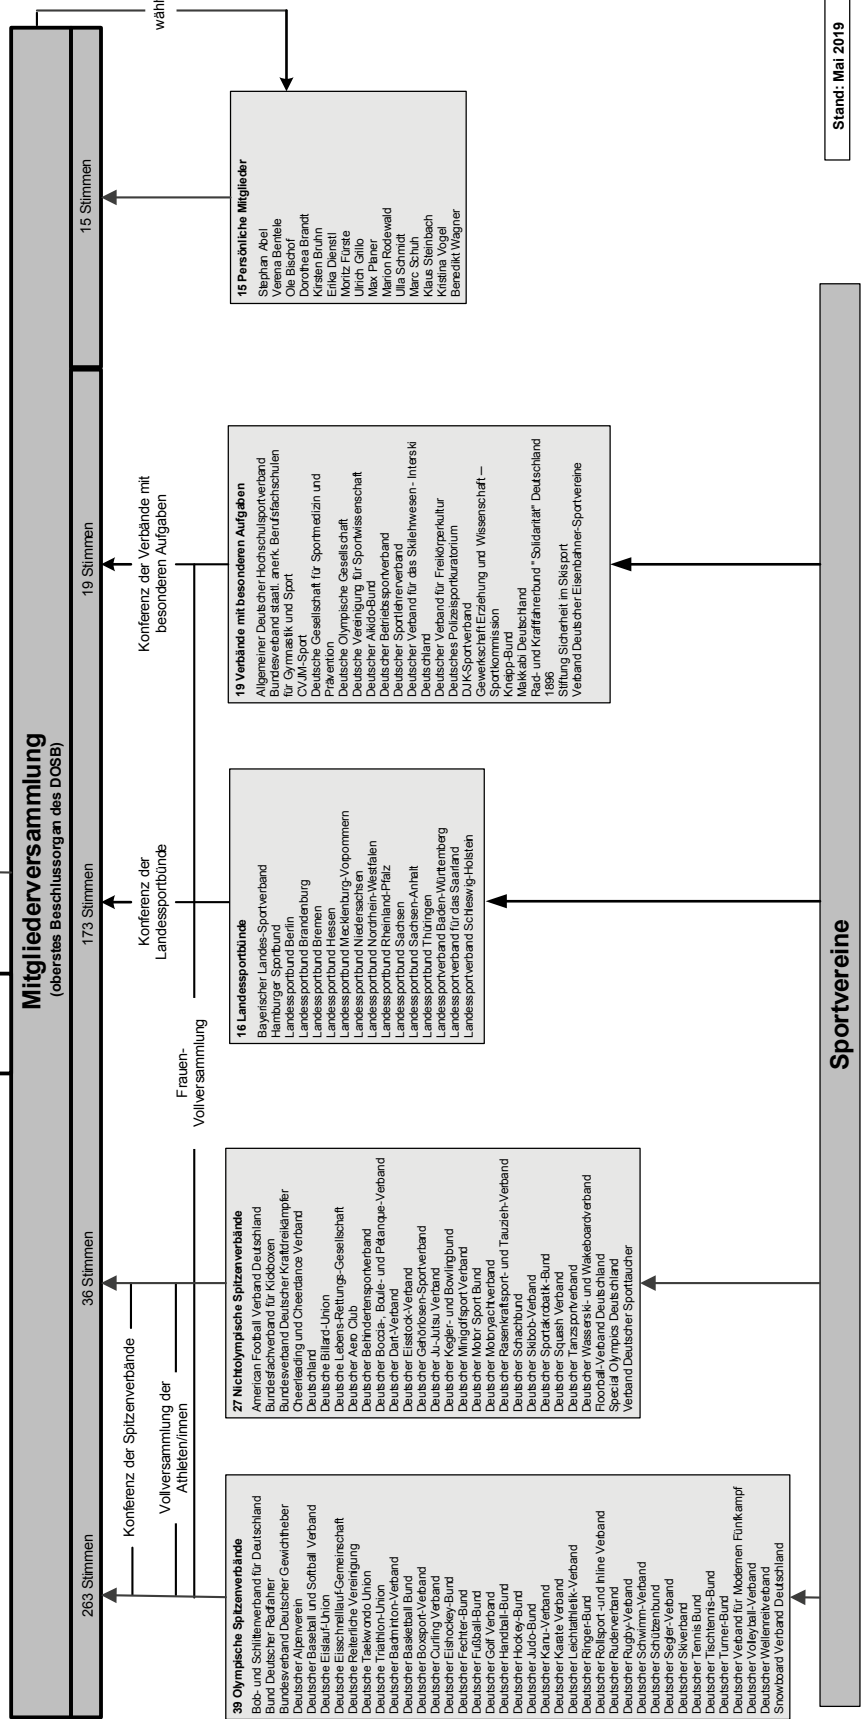 Mitgliederversammlung
(oberstes Beschlussorgan des DOSB)
263 Stimmen
36 Stimmen
173 Stimmen
19 Stimmen
15 Stimmen
Konferenz der Spitzenverbände
Vollversammlung der
Athleten/innen
Frauen-
Vollversammlung
Konferenz der
Landessportbünde
Konferenz der Verbände mit
besonderen Aufgaben
39 Olympische Spitzenverbände
Bob- und Schlittenverband für Deutschland
Bund Deutscher Radfahrer
Bundesverband Deutscher Gewichtheber
Deutscher Alpenverein
Deutscher Baseball und Softball Verband
Deutsche Eislauf-Union
Deutsche Eisschnelllauf-Gemeinschaft
Deutsche Reiterliche Vereinigung
Deutsche Taekwondo Union
Deutsche Triathlon-Union
Deutscher Badminton-Verband
Deutscher Basketball Bund
Deutscher Boxsport-Verband
Deutscher Curling Verband
Deutscher Eishockey-Bund
Deutscher Fechter-Bund
Deutscher Fußball-Bund
Deutscher Golf Verband
Deutscher Handball-Bund
Deutscher Hockey-Bund
Deutscher Judo-Bund
Deutscher Kanu-Verband
Deutscher Karate Verband
Deutscher Leichtathletik-Verband
Deutscher Ringer-Bund
Deutscher Rollsport -und Inline Verband
Deutscher Ruderverband
Deutscher Rugby-Verband
Deutscher Schwimm-Verband
Deutscher Schützenbund
Deutscher Segler-Verband
Deutscher Skiverband
Deutscher Tennis Bund
Deutscher Tischtennis-Bund
Deutscher Turner-Bund
Deutscher Verband für Modernen Fünfkampf
Deutscher Volleyball-Verband
Deutscher Wellenreitverband
Snowboard Verband Deutschland
27 Nichtolympische Spitzenverbände
American Football Verband Deutschland
Bundesfachverband für Kickboxen
Bundesverband Deutscher Kraftdreikämpfer
Cheerleading und Cheerdance Verband
Deutschland
Deutsche Billard-Union
Deutsche Lebens-Rettungs-Gesellschaft
Deutscher Aero Club
Deutscher Behindertensportverband
Deutscher Boccia-, Boule- und Pétanque-Verband
Deutscher Dart-Verband
Deutscher Eisstock-Verband
Deutscher Gehörlosen-Sportverband
Deutscher Ju-Jutsu Verband
Deutscher Kegler- und Bowlingbund
Deutscher Minigolfsport Verband
Deutscher Motor Sport Bund
Deutscher Motoryachtverband
Deutscher Rasenkraftsport- und Tauzieh-Verband
Deutscher Schachbund
Deutscher Skibob-Verband
Deutscher Sportakrobatik-Bund
Deutscher Squash Verband
Deutscher Tanzsportverband
Deutscher Wasserski- und Wakeboardverband
Floorball-Verband Deutschland
Special Olympics Deutschland
Verband Deutscher Sporttaucher
16 Landessportbünde
Bayerischer Landes-Sportverband
Hamburger Sportbund
Landessportbund Berlin
Landessportbund Brandenburg
Landessportbund Bremen
Landessportbund Hessen
Landessportbund Mecklenburg-Vorpommern
Landessportbund Niedersachsen
Landessportbund Nordrhein-Westfalen
Landessportbund Rheinland-Pfalz
Landessportbund Sachsen
Landessportbund Sachsen-Anhalt
Landessportbund Thüringen
Landessportverband Baden-Württemberg
Landessportverband für das Saarland
Landessportverband Schleswig-Holstein
19 Verbände mit besonderen Aufgaben
Allgemeiner Deutscher Hochschulsportverband
Bundesverband staatl. anerk. Berufsfachschulen
für Gymnastik und Sport
CVJM-Sport
Deutsche Gesellschaft für Sportmedizin und
Prävention
Deutsche Olympische Gesellschaft
Deutsche Vereinigung für Sportwissenschaft
Deutscher Aikido-Bund
Deutscher Betriebssportverband
Deutscher Sportlehrerverband
Deutscher Verband für das Skilehrwesen - Interski
Deutschland
Deutscher Verband für Freikörperkultur
Deutsches Polizeisportkuratorium
DJK-Sportverband
Gewerkschaft Erziehung und Wissenschaft –
Sportkommission
Kneipp-Bund
Makkabi Deutschland
Rad- und Kraftfahrerbund "Solidarität" Deutschland
1896
Stiftung Sicherheit im Skisport
Verband Deutscher Eisenbahner-Sportvereine
15 Persönliche Mitglieder
Stephan Abel
Verena Bentele
Ole Bischof
Dorothea Brandt
Kirsten Bruhn
Erika Dienstl
Moritz Fürste
Ulrich Grillo
Max Planer
Marion Rodewald
Ulla Schmidt
Marc Schuh
Klaus Steinbach
Kristina Vogel
Benedikt Wagner
Sportvereine
Stand: Mai 2019